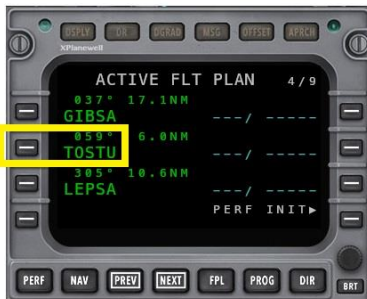 DSPLY DR DGRAD MSG OFFSET APRCH
XPlanewell
ACTIVE FLT PLAN 4/9
037° 17.1NM
GIBSA ---/ -----
059° 6.0NM
TOSTU ---/ -----
305° 10.6NM
LEPSA ---/ -----
PERF INIT▶
PERF NAV PREV NEXT FPL PROG DIR BRT